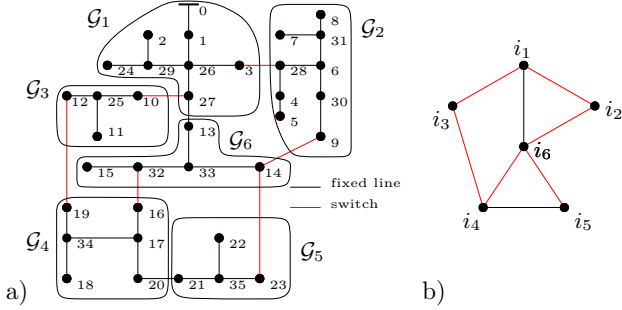 0
8
𝒢₁ 𝒢₂
2 1 7 31
24 29 26 3 28 6
𝒢₃
12 25 10 27 4 30
5
11 13 9
𝒢₆
15 32 33 14
fixed line
switch
19 16
𝒢₄ 34 17 22 𝒢₅
18 20 21 35 23
a)
i₁
i₃ i₂
i₆
i₄ i₅
b)